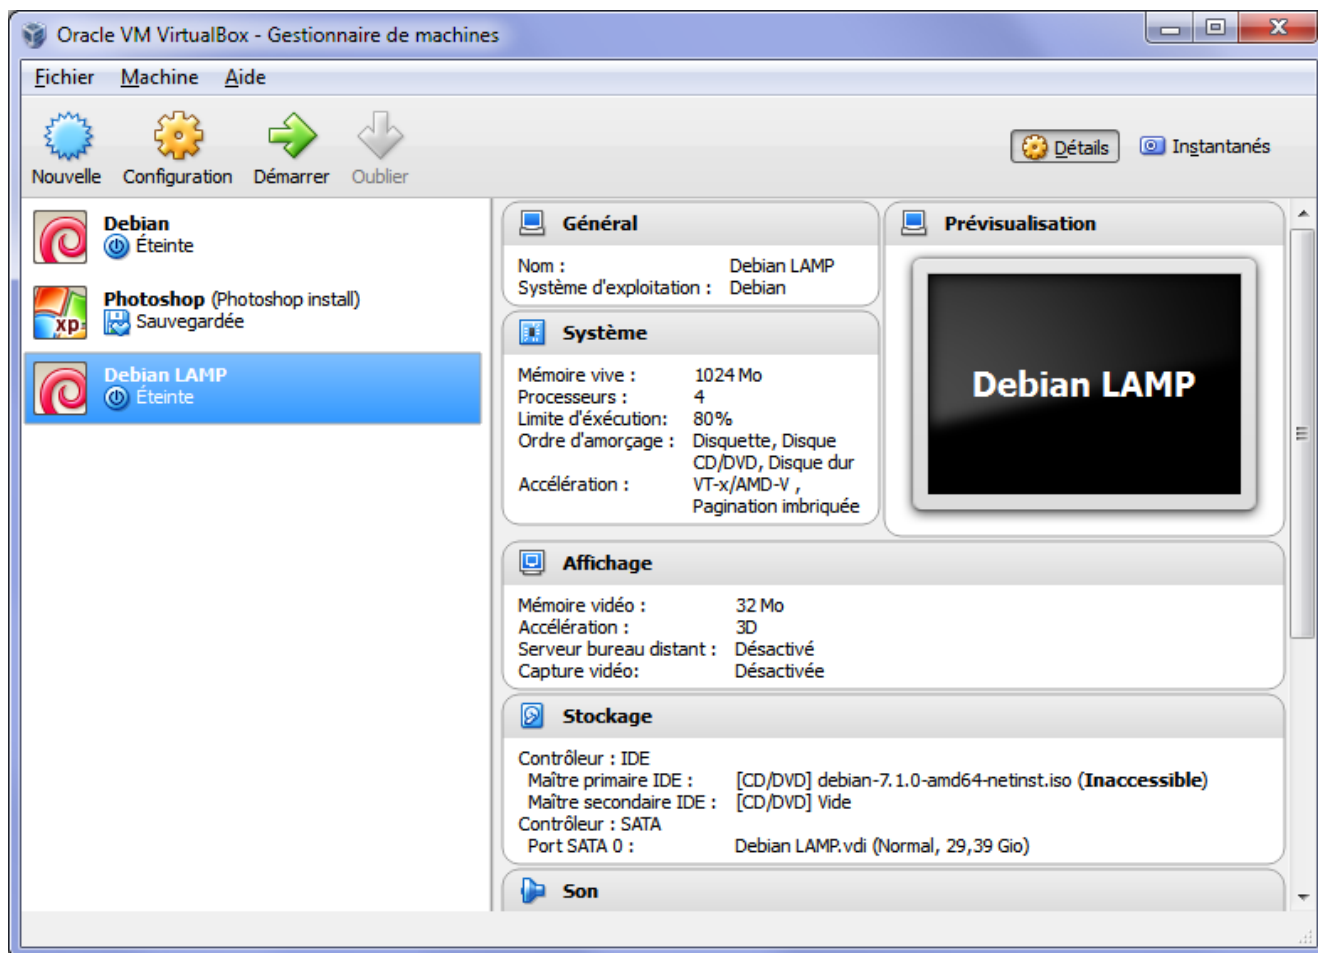 Oracle VM VirtualBox - Gestionnaire de machines
Fichier Machine Aide
Nouvelle Configuration Démarrer Oublier
Détails Instantanés
Debian
Éteinte
Photoshop (Photoshop install)
Sauvegardée
xp
Debian LAMP
Éteinte
Général
Nom : Debian LAMP
Système d'exploitation : Debian
Système
Mémoire vive : 1024 Mo
Processeurs : 4
Limite d'éxécution: 80%
Ordre d'amorçage : Disquette, Disque
CD/DVD, Disque dur
Accélération : VT-x/AMD-V ,
Pagination imbriquée
Prévisualisation
Debian LAMP
Affichage
Mémoire vidéo : 32 Mo
Accélération : 3D
Serveur bureau distant : Désactivé
Capture vidéo: Désactivée
Stockage
Contrôleur : IDE
Maître primaire IDE : [CD/DVD] debian-7.1.0-amd64-netinst.iso (Inaccessible)
Maître secondaire IDE : [CD/DVD] Vide
Contrôleur : SATA
Port SATA 0 : Debian LAMP.vdi (Normal, 29,39 Gio)
Son